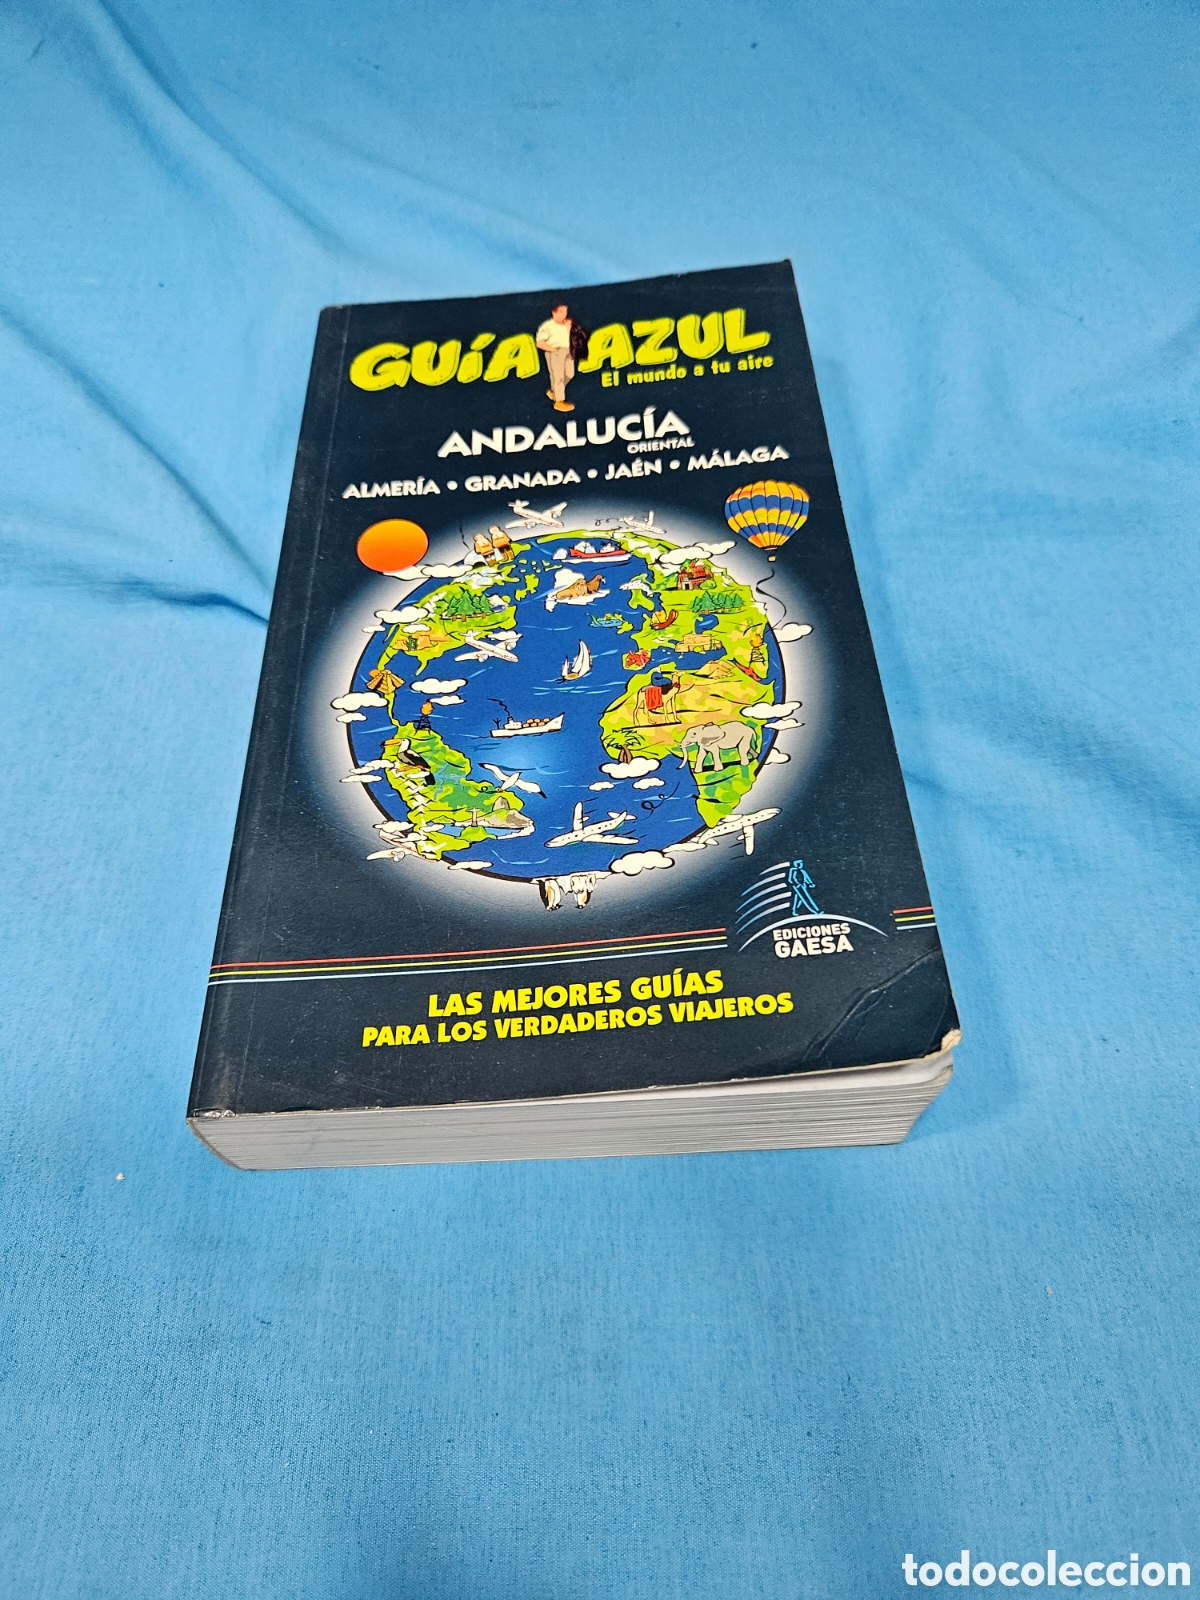 GUÍA AZUL
El mundo a tu aire
ANDALUCÍA
ORIENTAL
ALMERÍA • GRANADA • JAÉN • MÁLAGA
EDICIONES
GAESA
LAS MEJORES GUÍAS
PARA LOS VERDADEROS VIAJEROS
todocoleccion